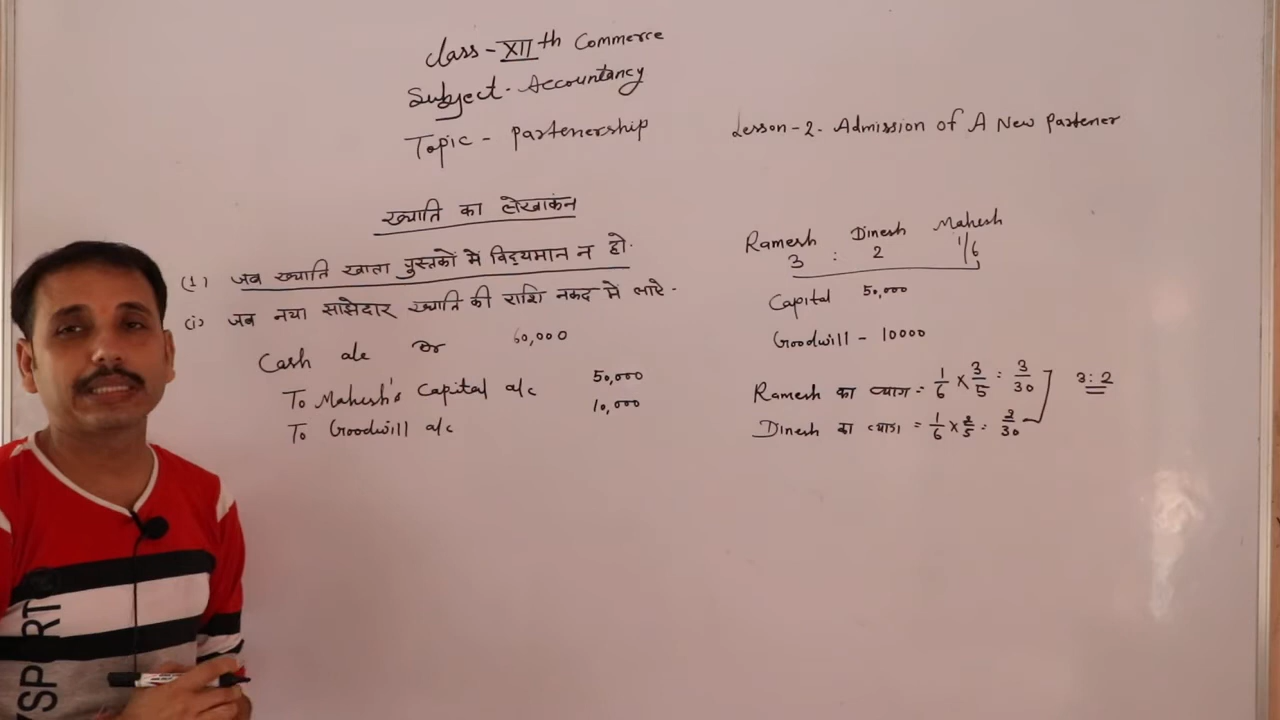 Class - XIIth Commerce
Subject - Accountancy
Topic - Partenership
Lesson - 2. Admission of A New Partener
ख्याति का लेखाकंन
(1) जब ख्याति खाता पुस्तकों में विद्यमान न हो.
(i) जब नया साझेदार ख्याति की राशि नकद में लाऐ.
Cash a/c Dr 60,000
To Mahesh's Capital a/c 50,000
To Goodwill a/c 10,000
Ramesh Dinesh Mahesh
3 : 2 1/6
Capital 50,000
Goodwill - 10000
Ramesh का त्याग = 1/6 × 3/5 = 3/30
3:2
Dinesh का त्याग = 1/6 × 2/5 = 2/30
SPORT